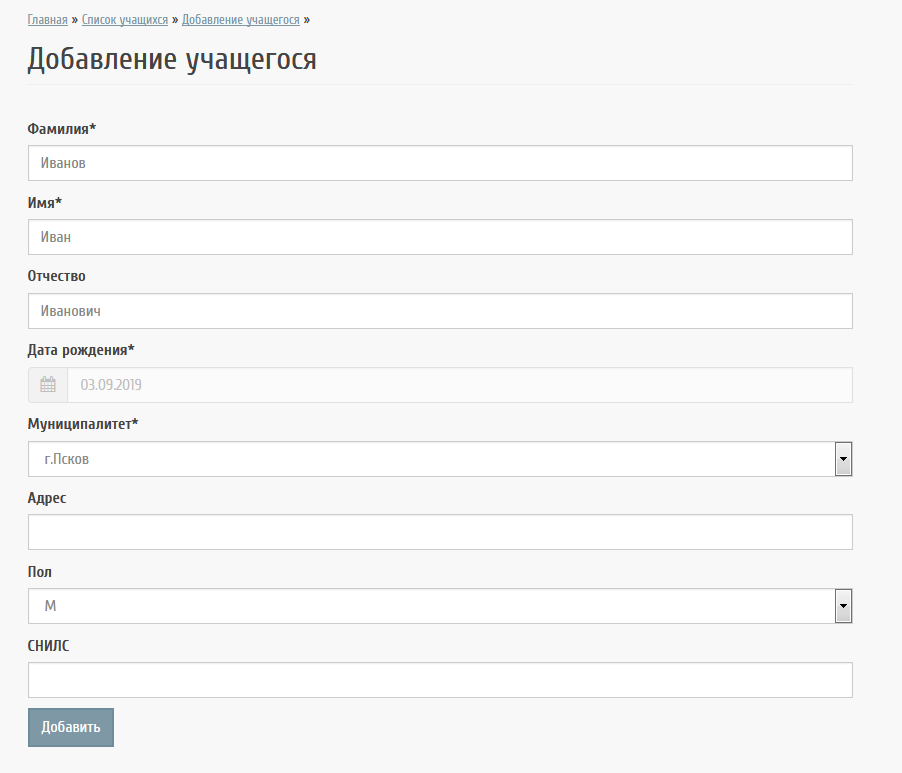 Главная » Список учащихся » Добавление учащегося »
Добавление учащегося
Фамилия*
Иванов
Имя*
Иван
Отчество
Иванович
Дата рождения*
03.09.2019
Муниципалитет*
г.Псков
Адрес
Пол
М
СНИЛС
Добавить